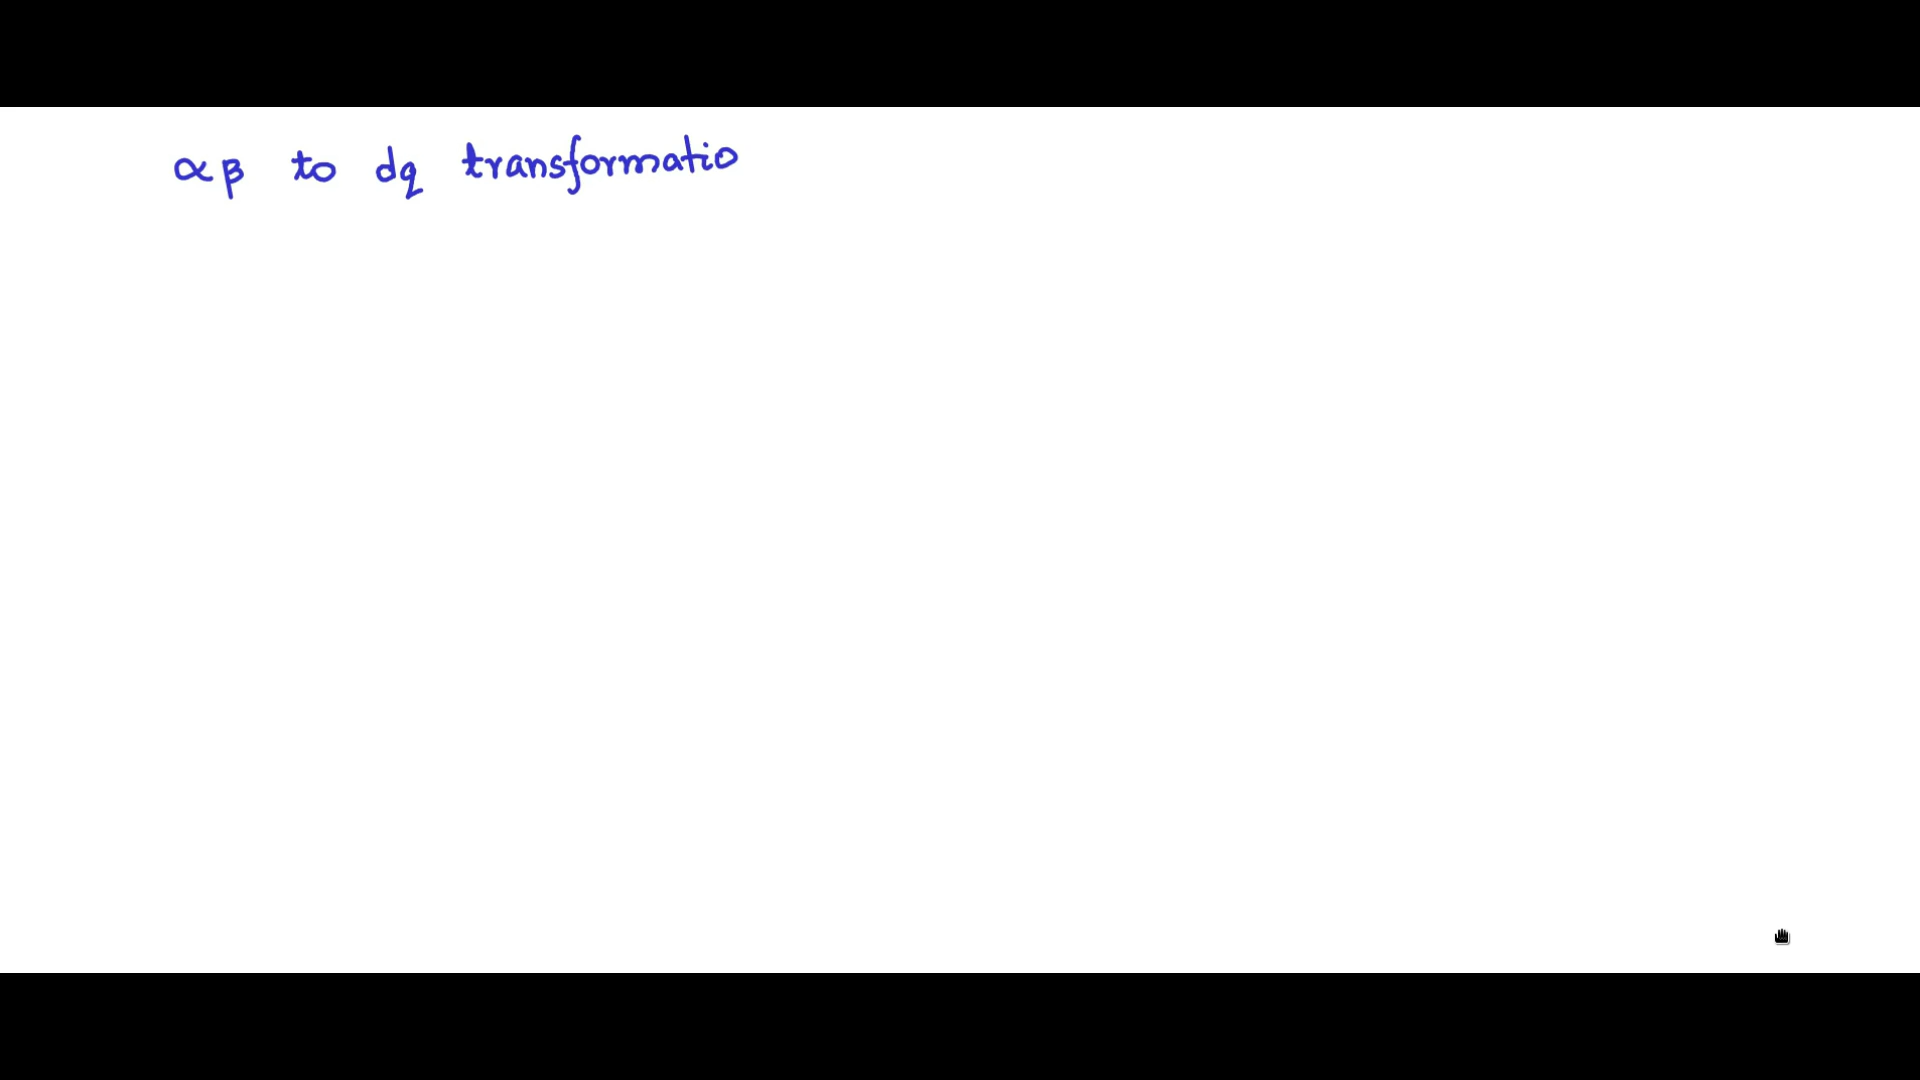 αβ to dq transformatio